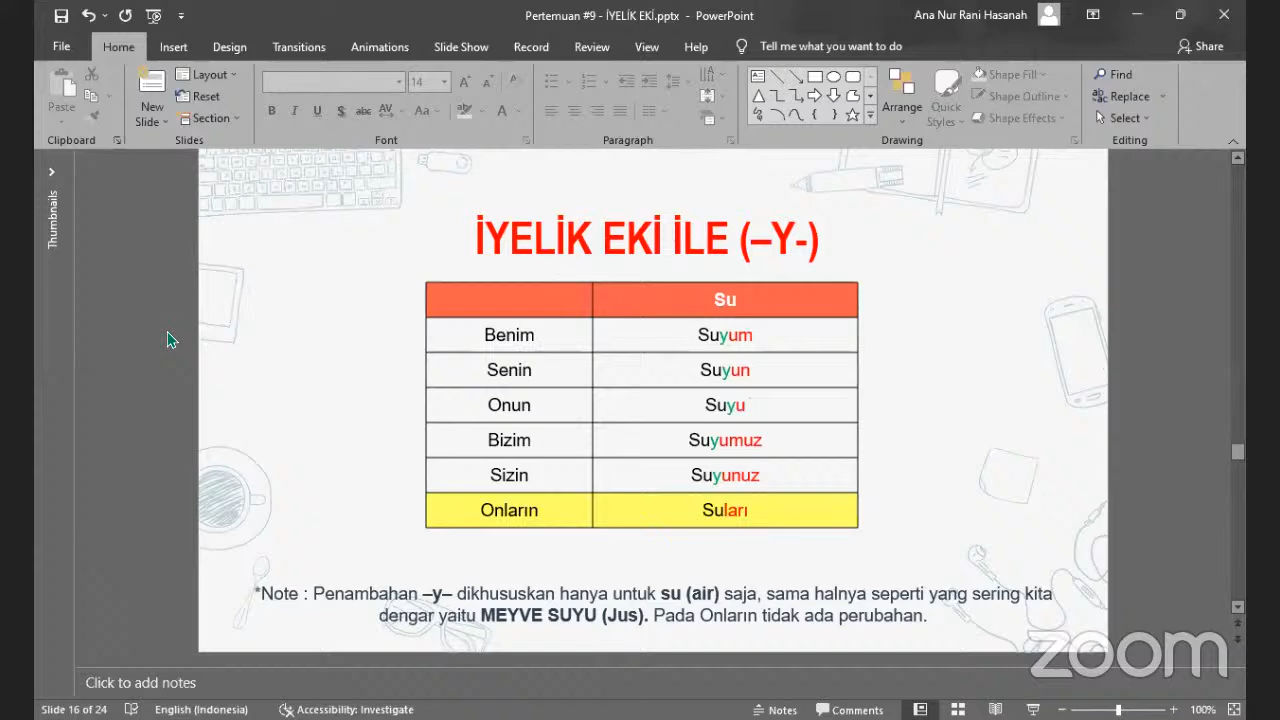 Pertemuan #9 - İYELİK EKİ.pptx - PowerPoint
Ana Nur Rani Hasanah
File Home Insert Design Transitions Animations Slide Show Record Review View Help Tell me what you want to do Share
Paste
New Slide
Layout
Reset
Section
14
Arrange
Quick Styles
Shape Fill
Shape Outline
Shape Effects
Find
Replace
Select
Clipboard Slides Font Paragraph Drawing Editing
Thumbnails
İYELİK EKİ İLE (–Y-)
Su
Benim Suyum
Senin Suyun
Onun Suyu
Bizim Suyumuz
Sizin Suyunuz
Onların Suları
*Note : Penambahan –y– dikhususkan hanya untuk su (air) saja, sama halnya seperti yang sering kita
dengar yaitu MEYVE SUYU (Jus). Pada Onların tidak ada perubahan.
zoom
Click to add notes
Slide 16 of 24 English (Indonesia) Accessibility: Investigate Notes Comments 100%